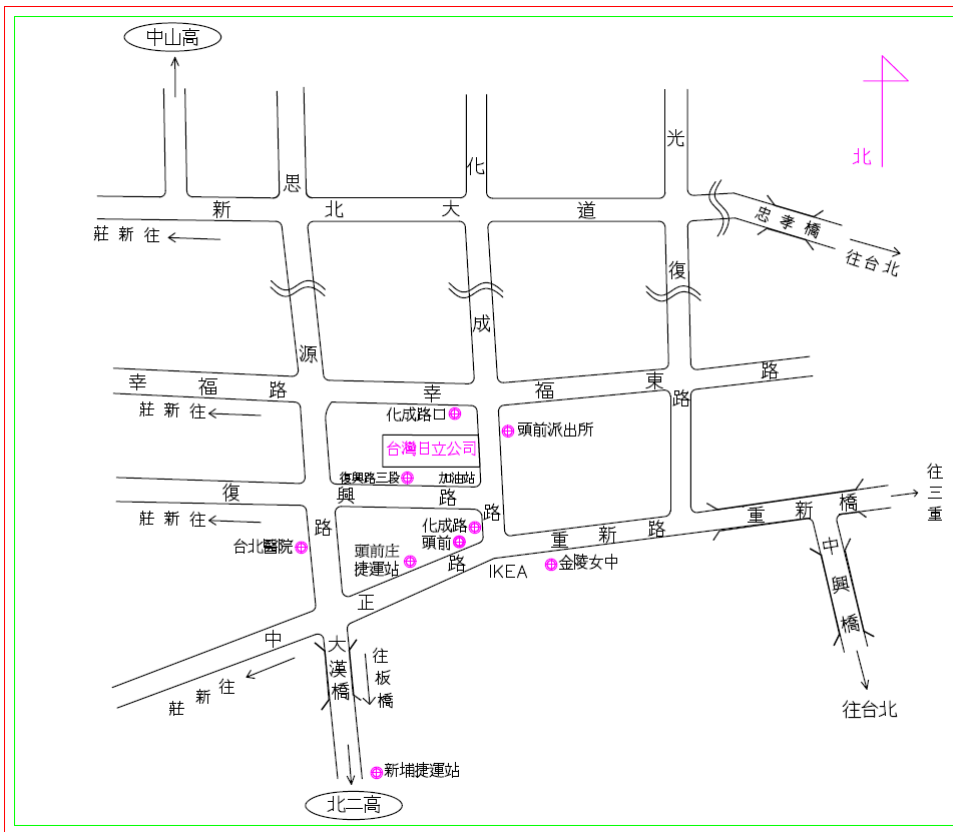 中山高
北
思源路
化成路
光復路
新北大道
忠孝橋
往台北
莊新往
幸福路
幸福東路
莊新往
化成路口
頭前派出所
台灣日立公司
復興路三段
加油站
復興路
莊新往
往三重
重新橋
重新路
台北醫院
化成路
頭前
頭前庄
捷運站
IKEA
金陵女中
中興橋
中正路
大漢橋
往板橋
莊新往
往台北
新埔捷運站
北二高